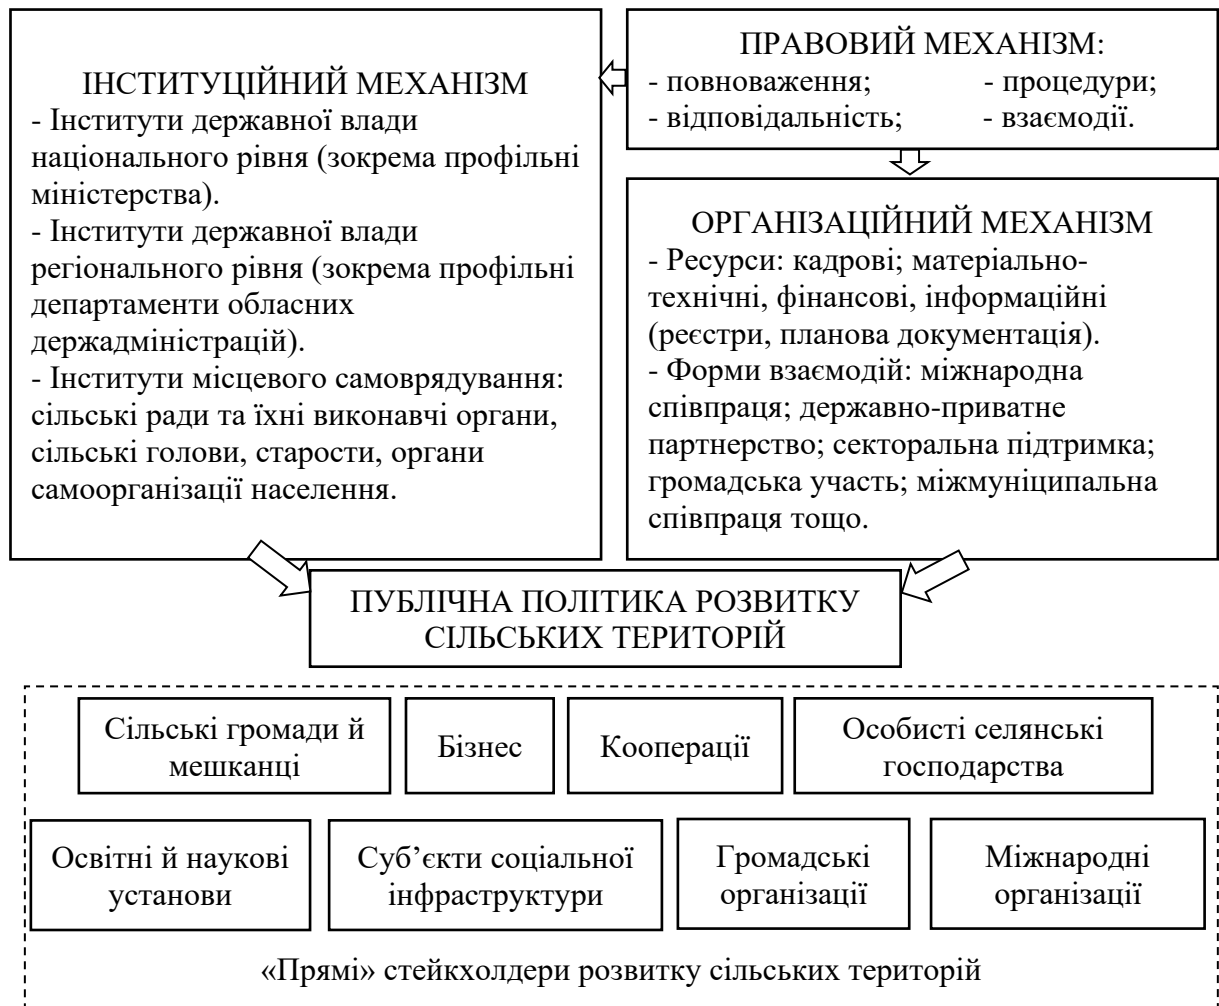 ІНСТИТУЦІЙНИЙ МЕХАНІЗМ
- Інститути державної влади
національного рівня (зокрема профільні
міністерства).
- Інститути державної влади
регіонального рівня (зокрема профільні
департаменти обласних
держадміністрацій).
- Інститути місцевого самоврядування:
сільські ради та їхні виконавчі органи,
сільські голови, старости, органи
самоорганізації населення.
ПРАВОВИЙ МЕХАНІЗМ:
- повноваження; - процедури;
- відповідальність; - взаємодії.
ОРГАНІЗАЦІЙНИЙ МЕХАНІЗМ
- Ресурси: кадрові; матеріально-
технічні, фінансові, інформаційні
(реєстри, планова документація).
- Форми взаємодій: міжнародна
співпраця; державно-приватне
партнерство; секторальна підтримка;
громадська участь; міжмуніципальна
співпраця тощо.
ПУБЛІЧНА ПОЛІТИКА РОЗВИТКУ
СІЛЬСЬКИХ ТЕРИТОРІЙ
Сільські громади й
мешканці
Бізнес
Кооперації
Особисті селянські
господарства
Освітні й наукові
установи
Суб’єкти соціальної
інфраструктури
Громадські
організації
Міжнародні
організації
«Прямі» стейкхолдери розвитку сільських територій